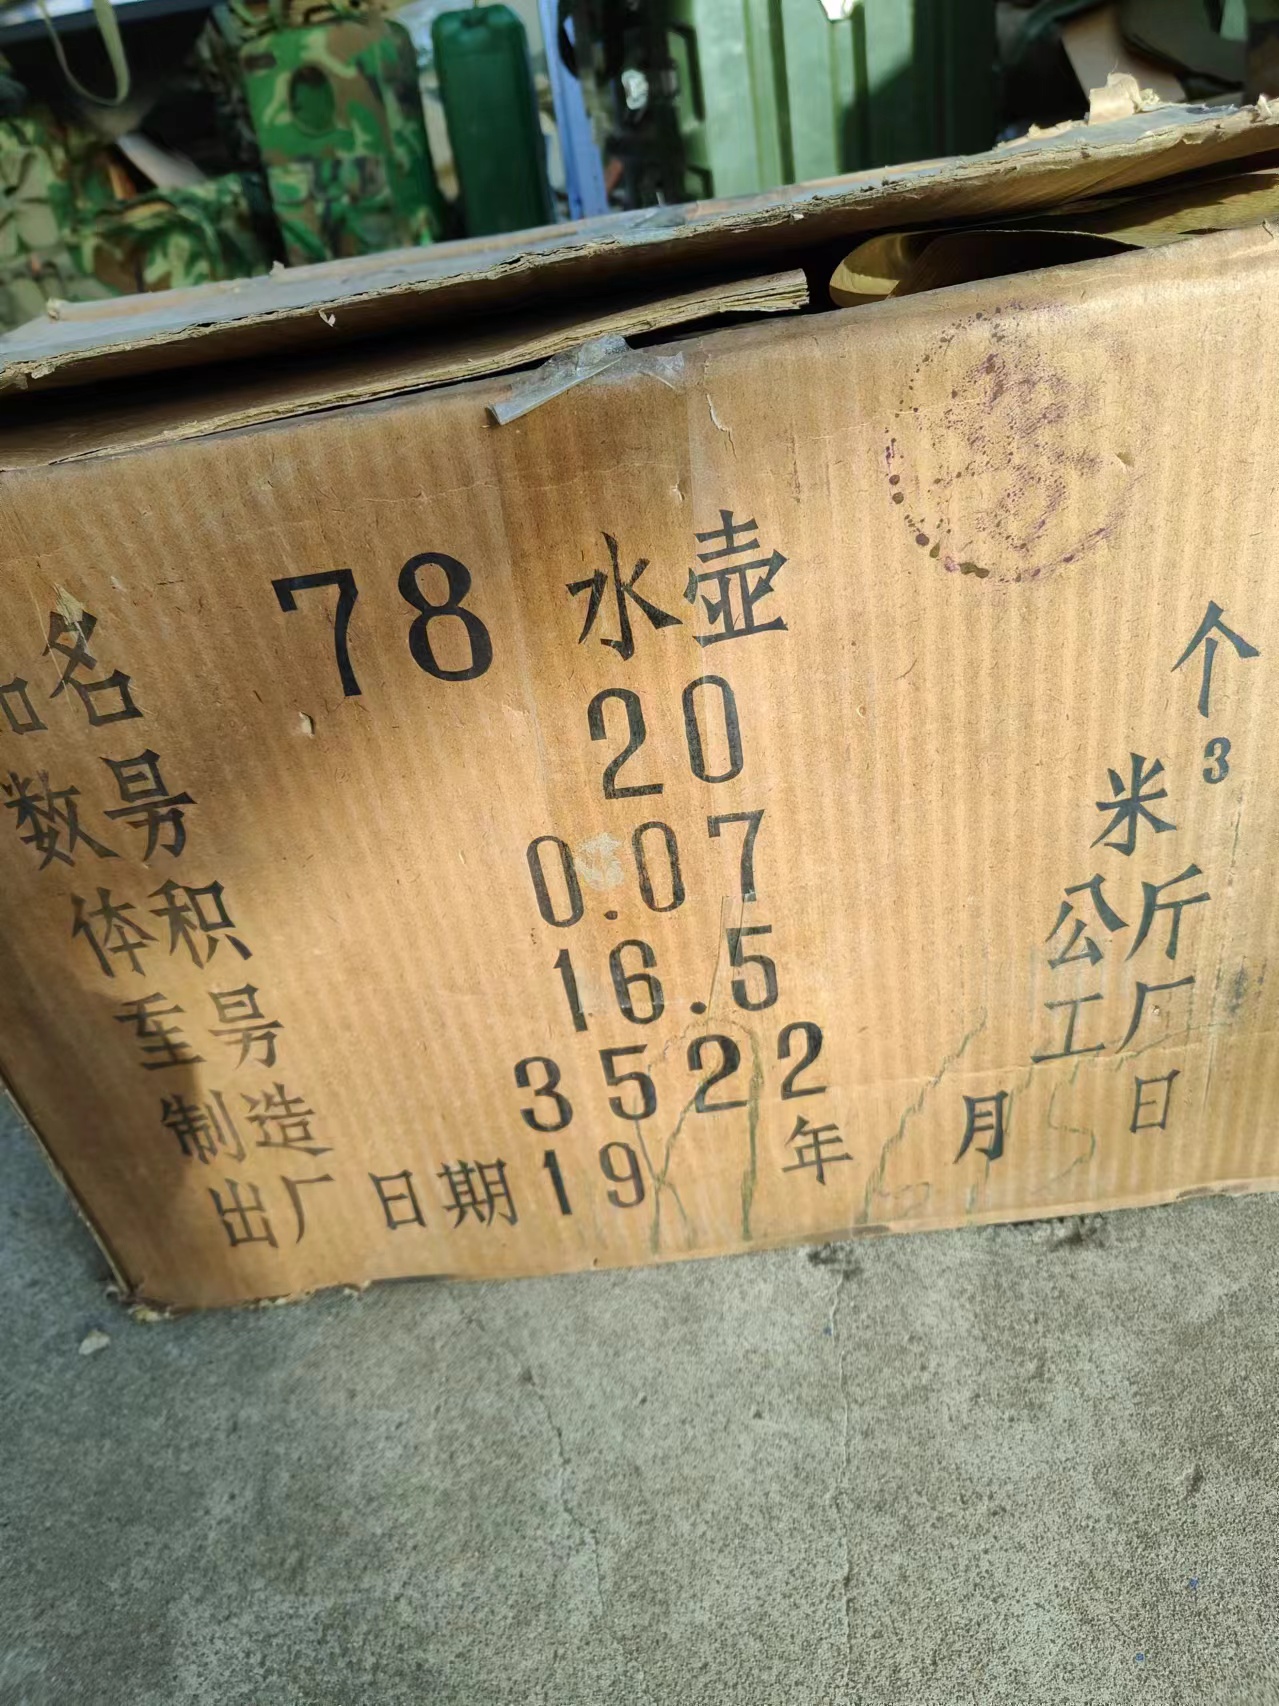 品名 78 水壶
数量 20 个
体积 0.07 米³
重量 16.5 公斤
制造 3522 工厂
出厂日期 19 年 月 日